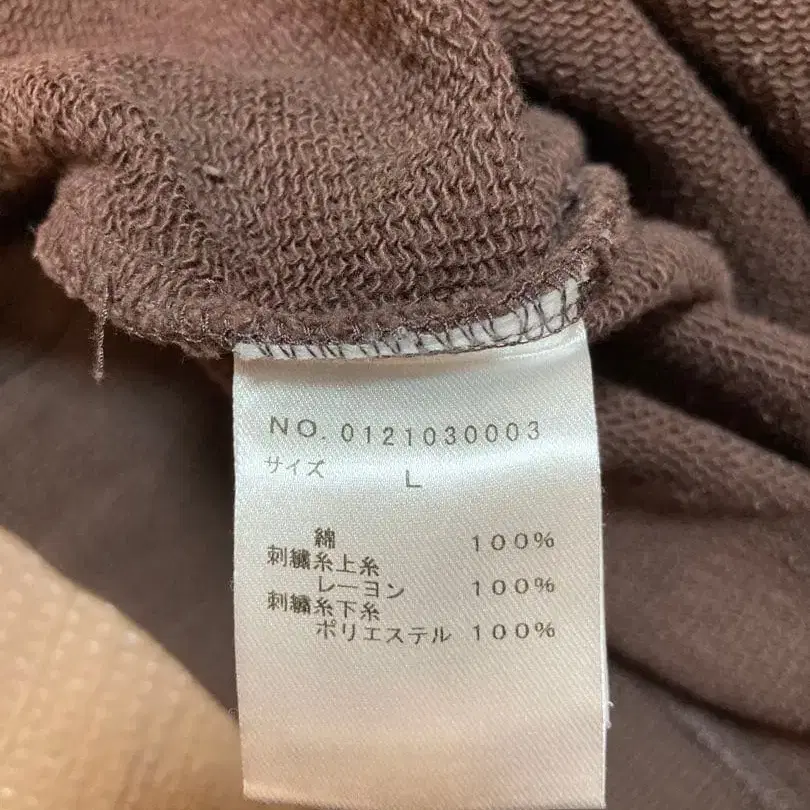 NO. 0121030003
サイズ L
綿 100%
刺繍糸上糸
レーヨン 100%
刺繍糸下糸
ポリエステル 100%